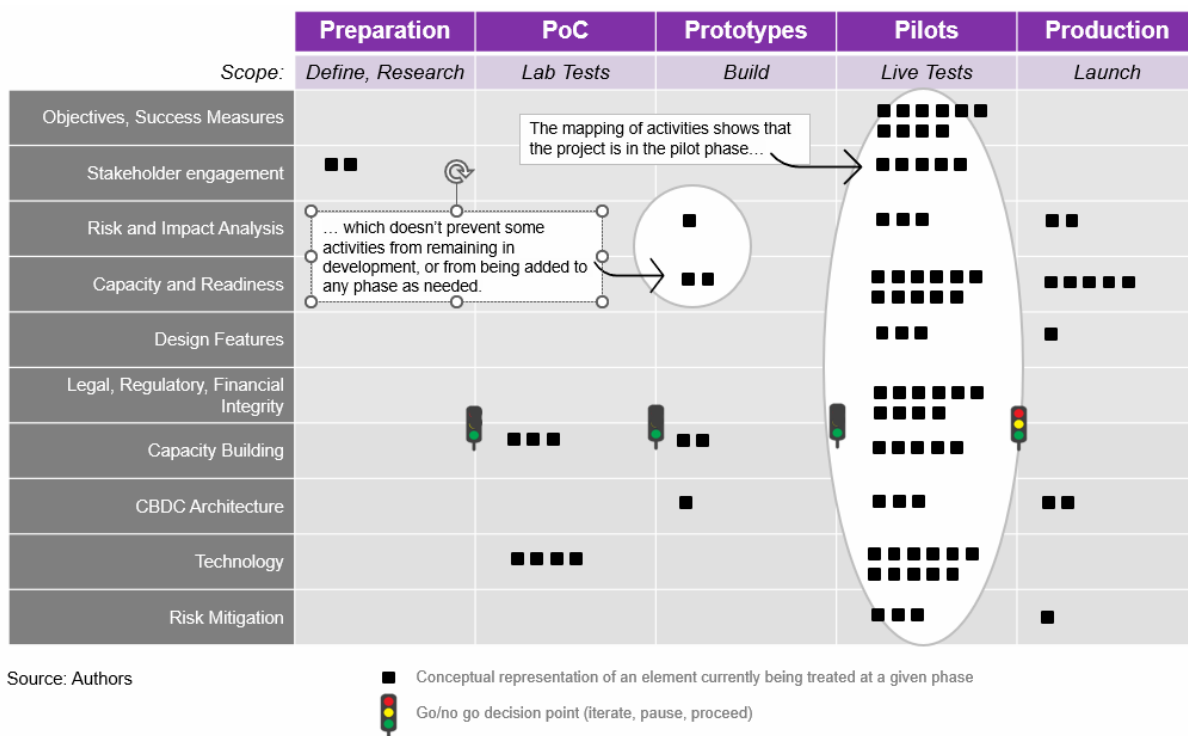 Preparation
PoC
Prototypes
Pilots
Production
Scope:
Define, Research
Lab Tests
Build
Live Tests
Launch
Objectives, Success Measures
The mapping of activities shows that
the project is in the pilot phase…
Stakeholder engagement
Risk and Impact Analysis
… which doesn't prevent some
activities from remaining in
development, or from being added to
any phase as needed.
Capacity and Readiness
Design Features
Legal, Regulatory, Financial
Integrity
Capacity Building
CBDC Architecture
Technology
Risk Mitigation
Source: Authors
Conceptual representation of an element currently being treated at a given phase
Go/no go decision point (iterate, pause, proceed)